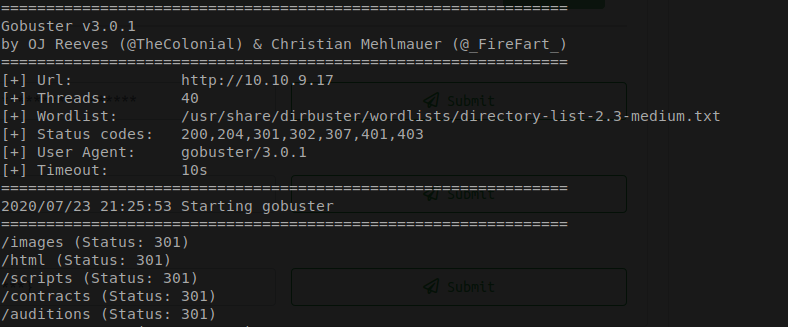 ===============================================================
Gobuster v3.0.1
by OJ Reeves (@TheColonial) & Christian Mehlmauer (@_FireFart_)
===============================================================
[+] Url:            http://10.10.9.17
[+] Threads:        40
[+] Wordlist:       /usr/share/dirbuster/wordlists/directory-list-2.3-medium.txt
[+] Status codes:   200,204,301,302,307,401,403
[+] User Agent:     gobuster/3.0.1
[+] Timeout:        10s
===============================================================
2020/07/23 21:25:53 Starting gobuster
===============================================================
/images (Status: 301)
/html (Status: 301)
/scripts (Status: 301)
/contracts (Status: 301)
/auditions (Status: 301)
Submit
Submit
Submit